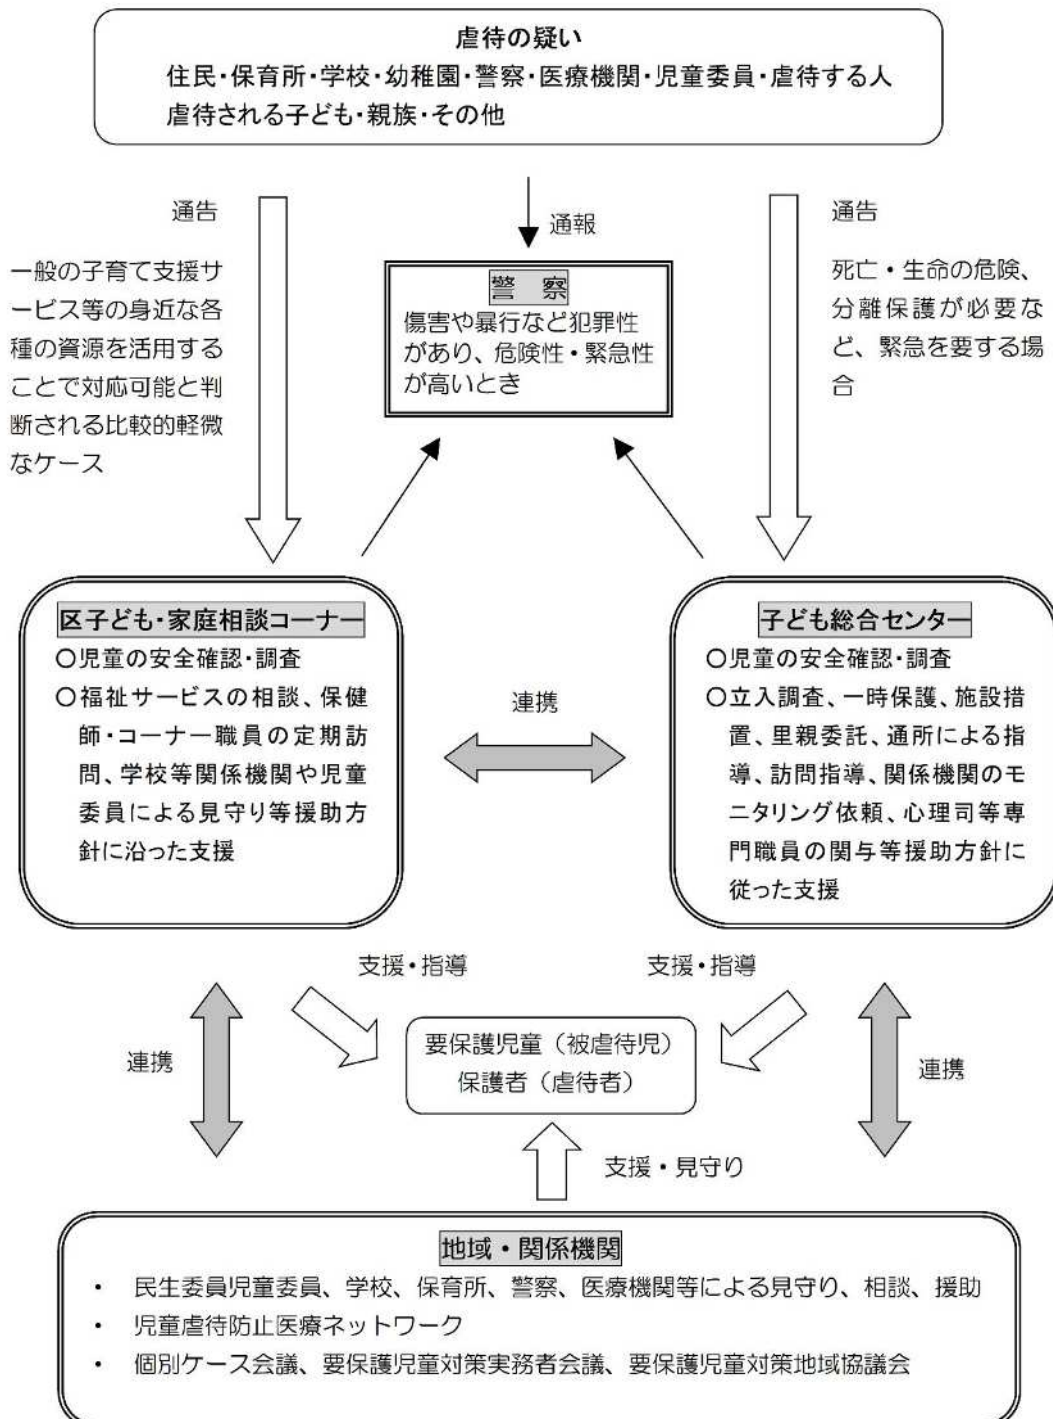 虐待の疑い
住民・保育所・学校・幼稚園・警察・医療機関・児童委員・虐待する人
虐待される子ども・親族・その他
通告
一般の子育て支援サ
ービス等の身近な各
種の資源を活用する
ことで対応可能と判
断される比較的軽微
なケース
通報
警　察
傷害や暴行など犯罪性
があり、危険性・緊急性
が高いとき
通告
死亡・生命の危険、
分離保護が必要な
ど、緊急を要する場
合
区子ども・家庭相談コーナー
○児童の安全確認・調査
○福祉サービスの相談、保健
師・コーナー職員の定期訪
問、学校等関係機関や児童
委員による見守り等援助方
針に沿った支援
連携
子ども総合センター
○児童の安全確認・調査
○立入調査、一時保護、施設措
置、里親委託、通所による指
導、訪問指導、関係機関のモ
ニタリング依頼、心理司等専
門職員の関与等援助方針に
従った支援
支援・指導
支援・指導
連携
要保護児童（被虐待児）
保護者（虐待者）
連携
支援・見守り
地域・関係機関
・ 民生委員児童委員、学校、保育所、警察、医療機関等による見守り、相談、援助
・ 児童虐待防止医療ネットワーク
・ 個別ケース会議、要保護児童対策実務者会議、要保護児童対策地域協議会